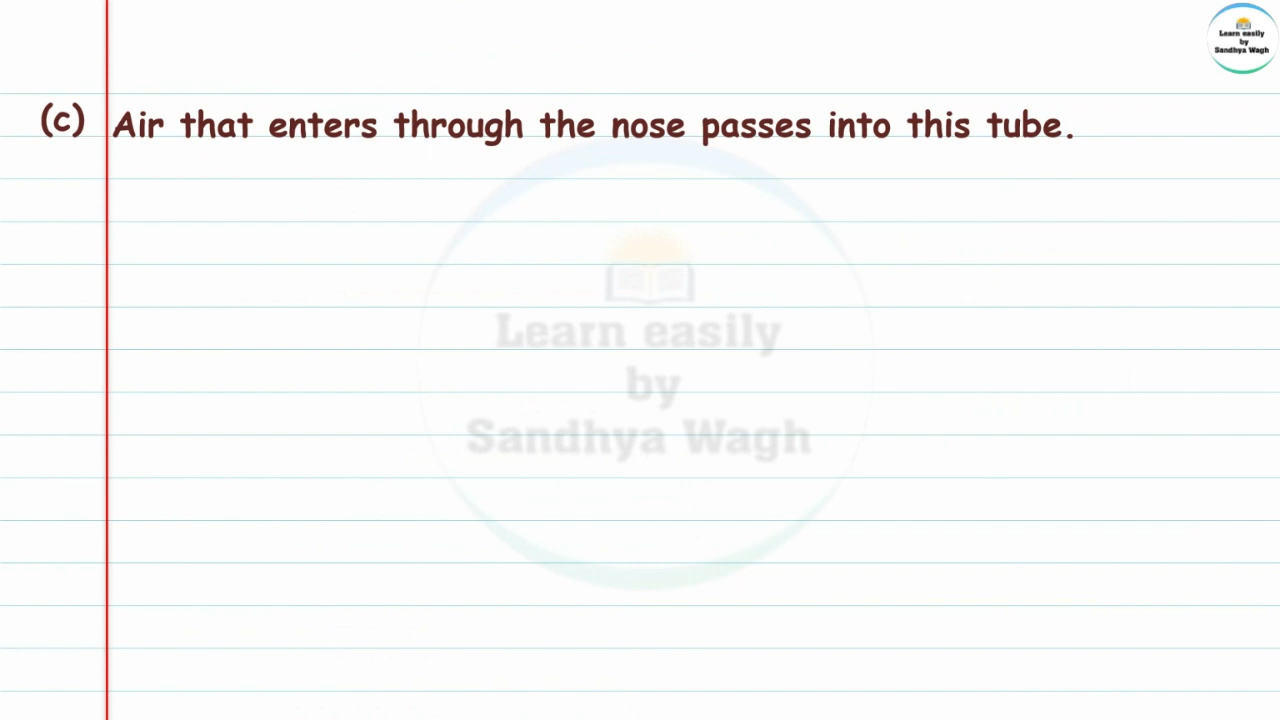 Learn easily
by
Sandhya Wagh
(c) Air that enters through the nose passes into this tube.
Learn easily
by
Sandhya Wagh